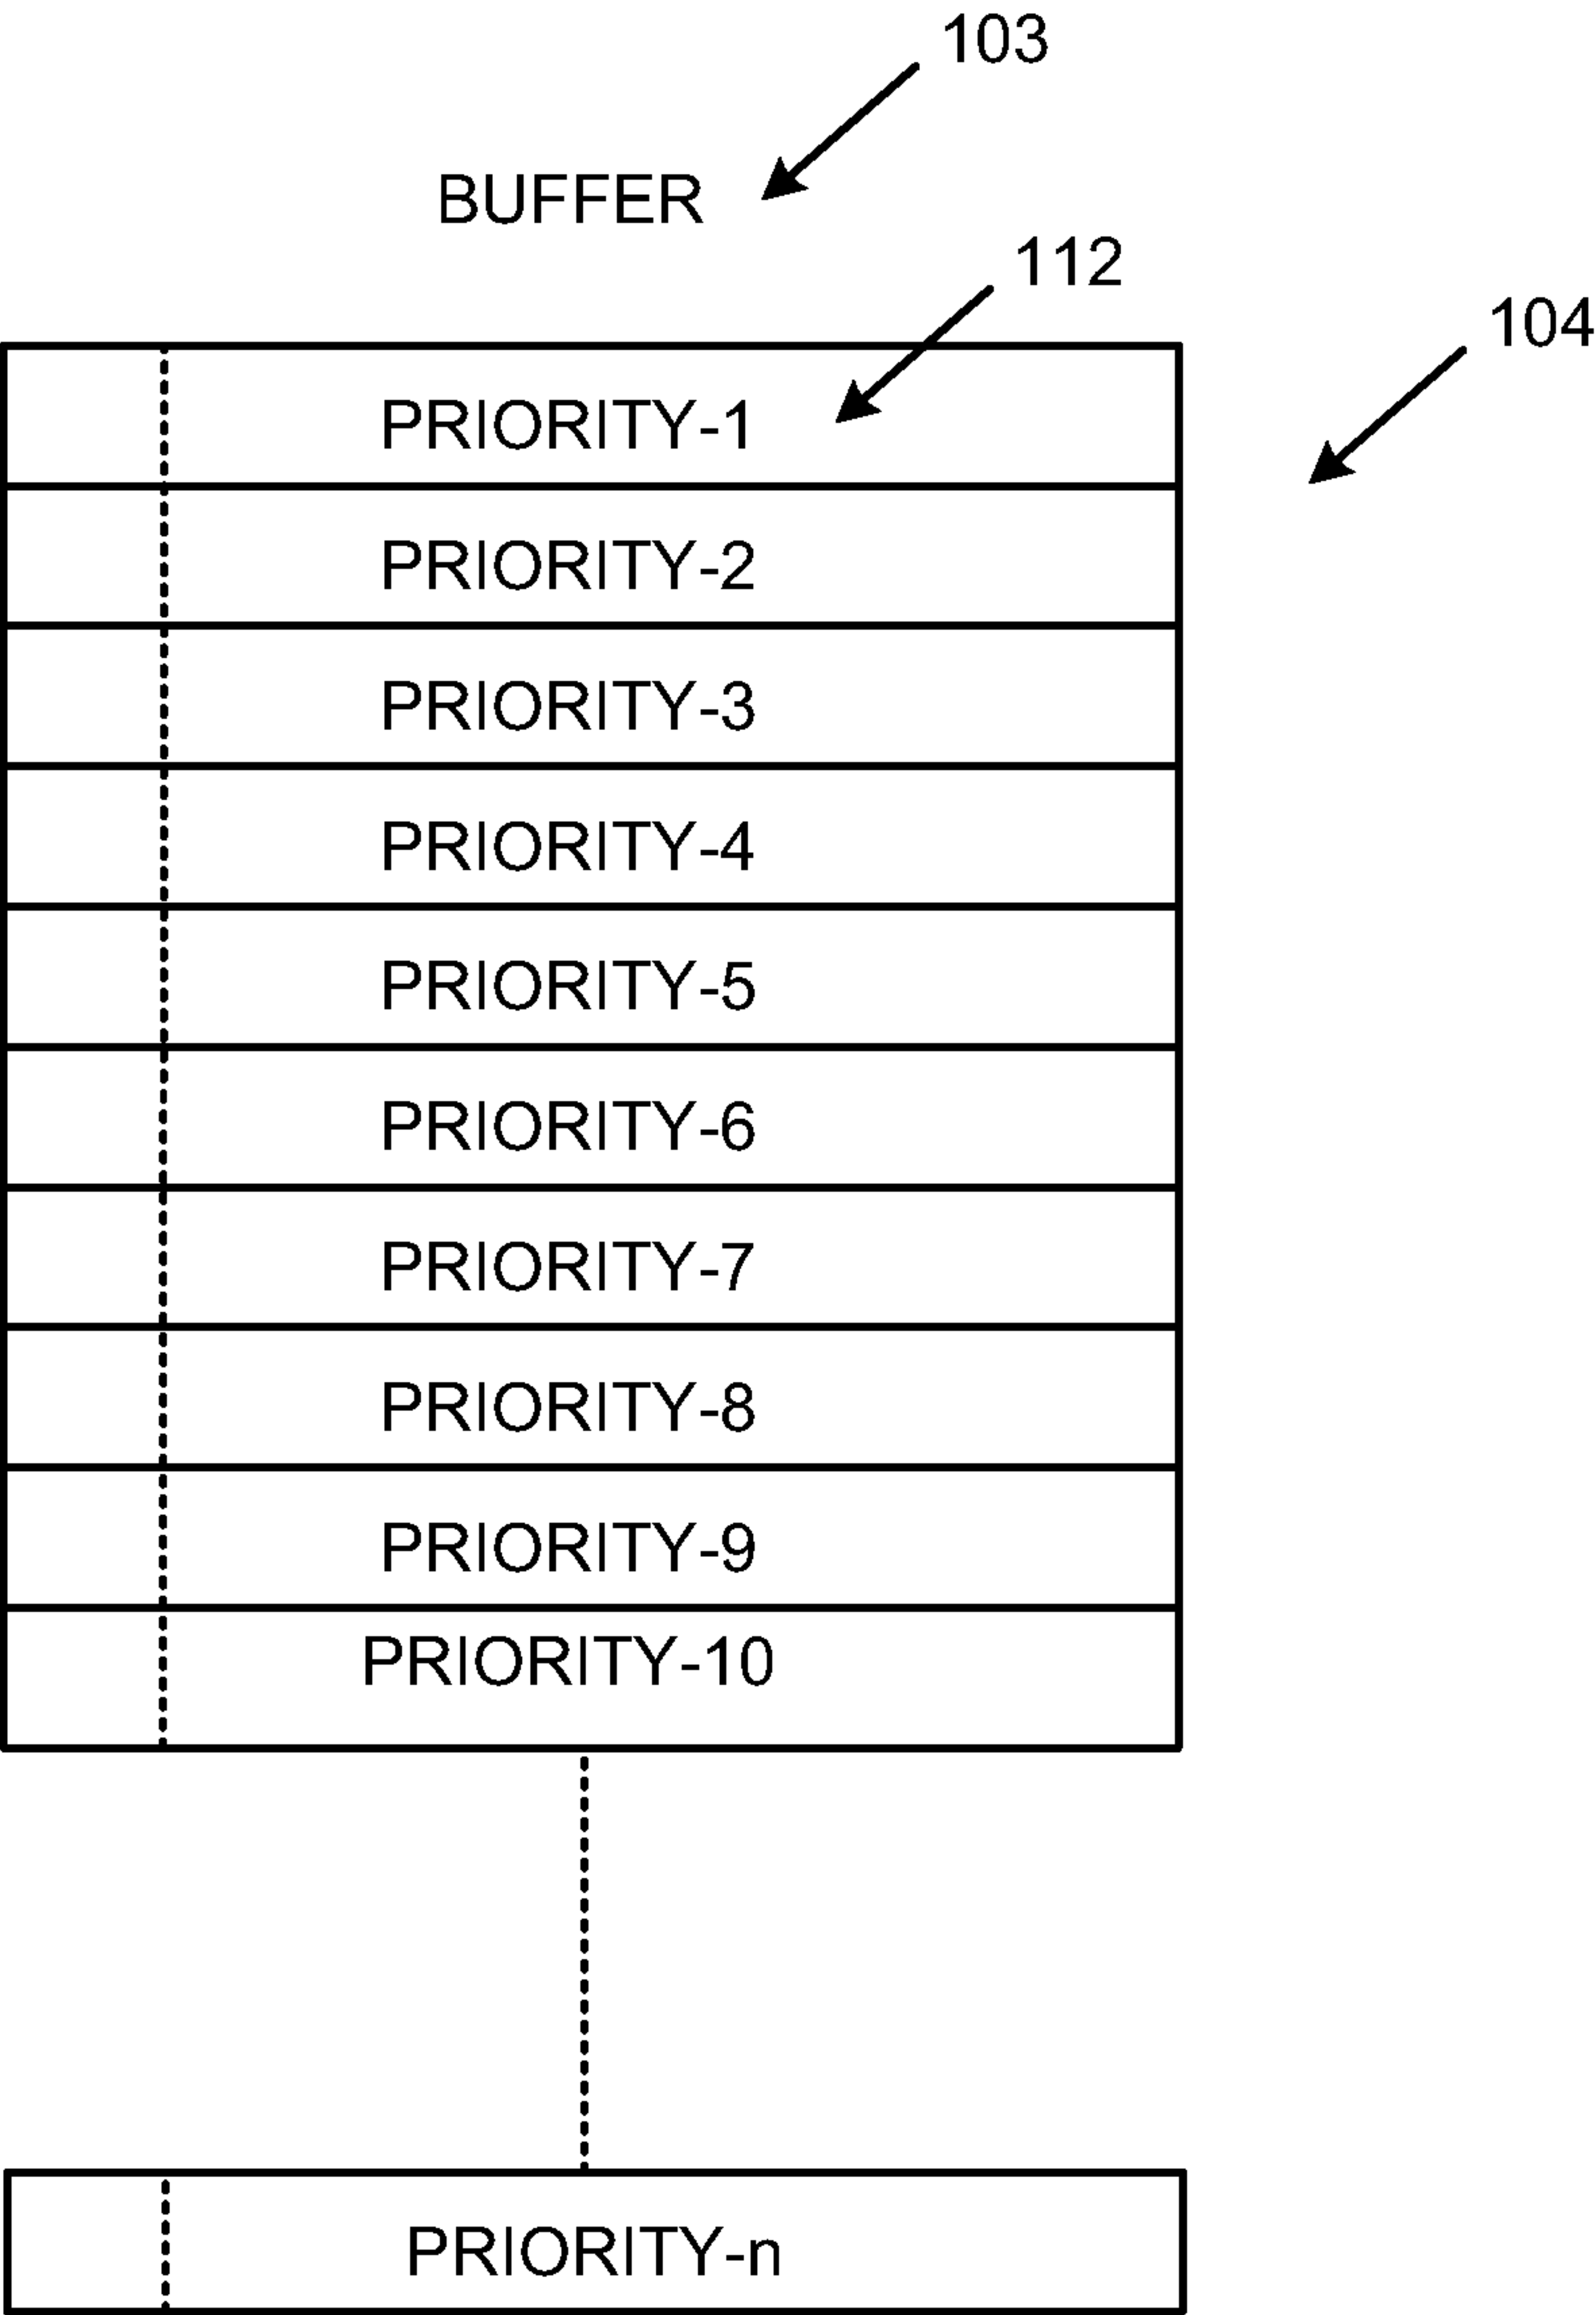 103
BUFFER
112
104
PRIORITY-1
PRIORITY-2
PRIORITY-3
PRIORITY-4
PRIORITY-5
PRIORITY-6
PRIORITY-7
PRIORITY-8
PRIORITY-9
PRIORITY-10
PRIORITY-n